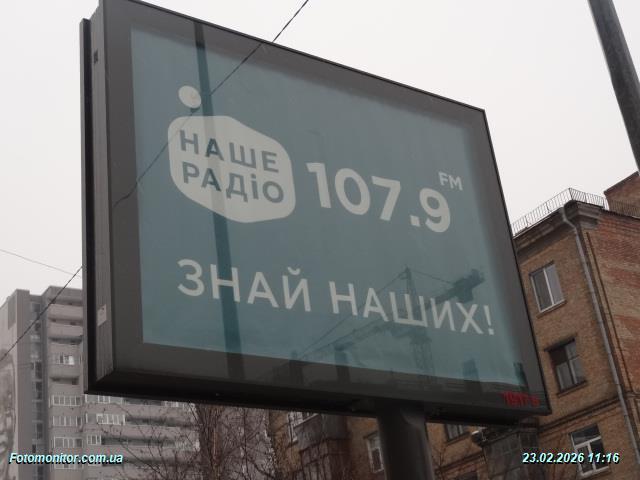 НАШЕ
РАДіО
107.9 FM
ЗНАЙ НАШИХ!
Fotomonitor.com.ua
23.02.2026 11:16